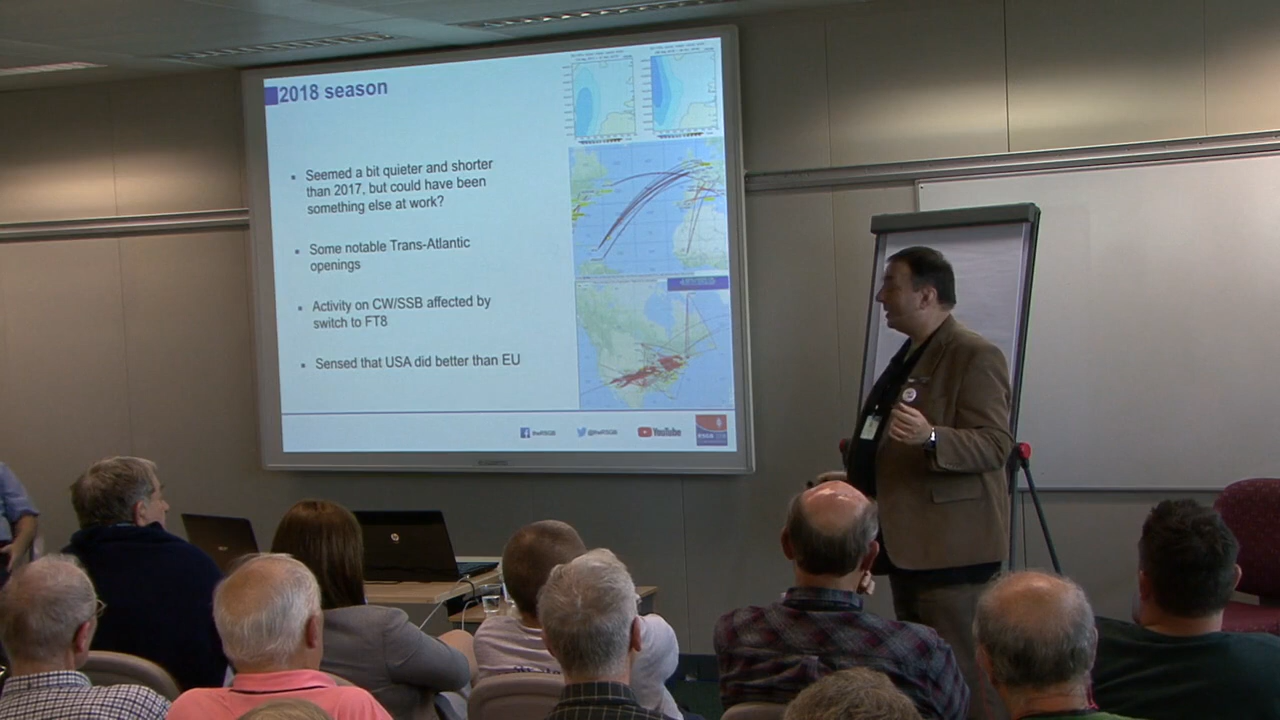 2018 season
Seemed a bit quieter and shorter
than 2017, but could have been
something else at work?
Some notable Trans-Atlantic
openings
Activity on CW/SSB affected by
switch to FT8
Sensed that USA did better than EU
theRSGB
@theRSGB
YouTube